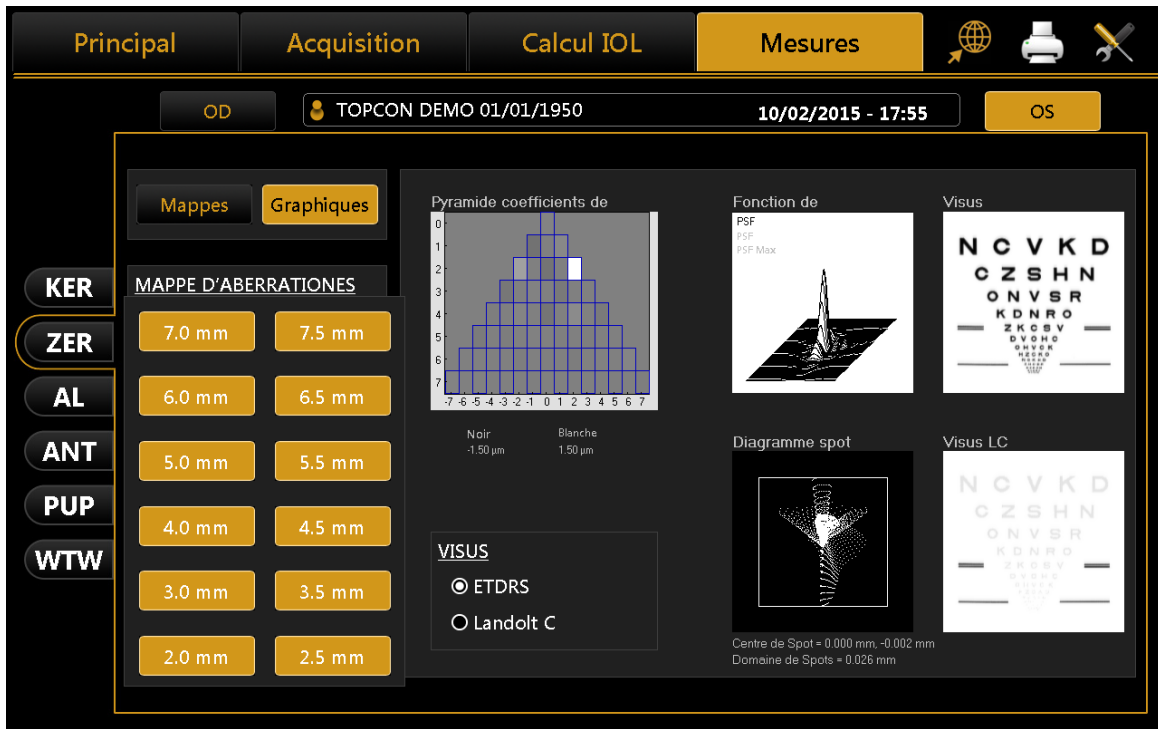 Principal Acquisition Calcul IOL Mesures
OD TOPCON DEMO 01/01/1950 10/02/2015 - 17:55 OS
Mappes Graphiques
KER
ZER
AL
ANT
PUP
WTW
MAPPE D'ABERRATIONES
7.0 mm 7.5 mm
6.0 mm 6.5 mm
5.0 mm 5.5 mm
4.0 mm 4.5 mm
3.0 mm 3.5 mm
2.0 mm 2.5 mm
Pyramide coefficients de
0
1
2
3
4
5
6
7
-7 -6 -5 -4 -3 -2 -1 0 1 2 3 4 5 6 7
Noir Blanche
-1.50 µm 1.50 µm
VISUS
ETDRS
Landolt C
Fonction de
PSF
PSF
PSF Max
Visus
N C V K D
C Z S H N
O N V S R
K D N R O
Z K C S V
D V O H C
O H V C K
H Z C K O
Diagramme spot
Centre de Spot = 0.000 mm, -0.002 mm
Domaine de Spots = 0.026 mm
Visus LC
N C V K D
C Z S H N
O N V S R
K D N R O
Z K C S V
D V O H C